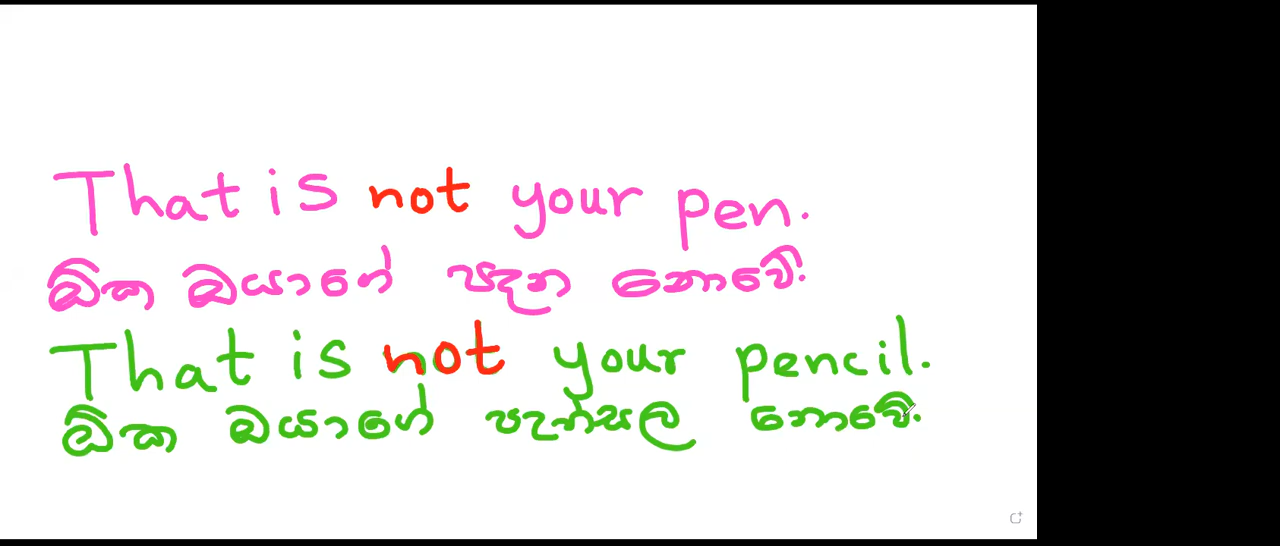 That is not your pen.
ඕක ඔයාගේ පෑන නොවේ.
That is not your pencil.
ඕක ඔයාගේ පැන්සල නොවේ.